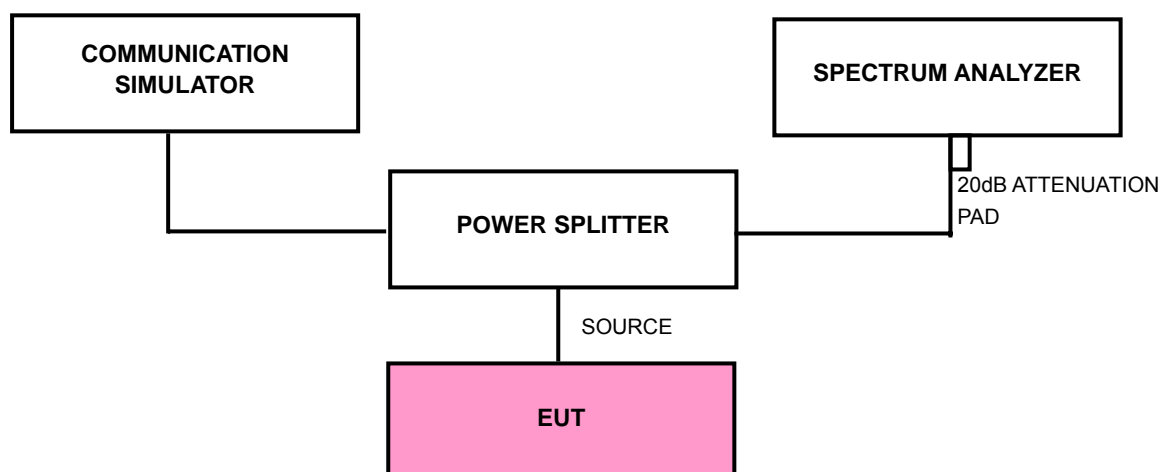 COMMUNICATION
SIMULATOR
SPECTRUM ANALYZER
20dB ATTENUATION
PAD
POWER SPLITTER
SOURCE
EUT